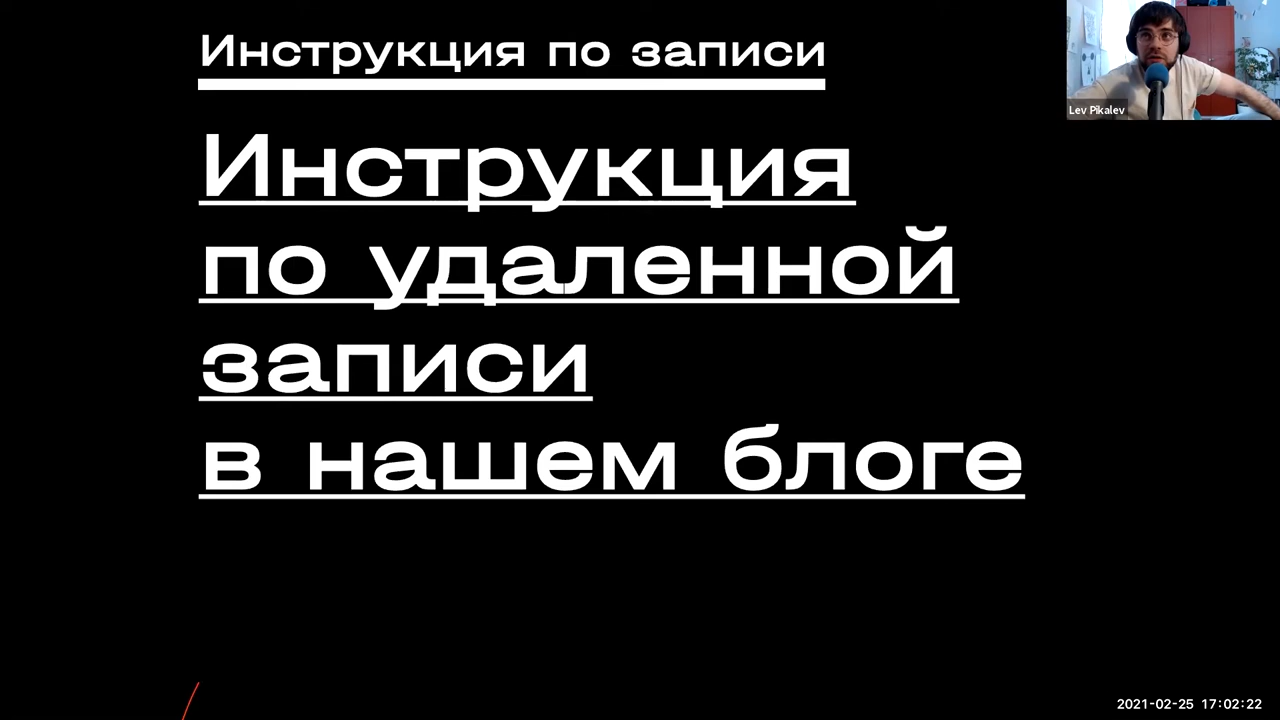 Инструкция по записи
Инструкция
по удаленной
записи
в нашем блоге
Lev Pikalev
2021-02-25 17:02:22